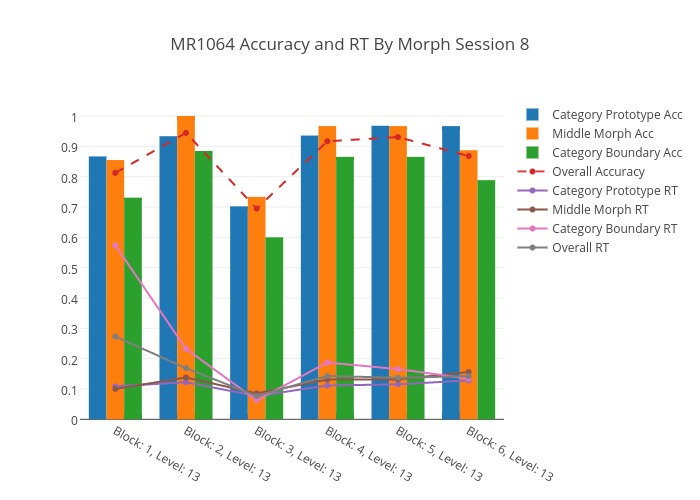 MR1064 Accuracy and RT By Morph Session 8
Category Prototype Acc
Middle Morph Acc
Category Boundary Acc
Overall Accuracy
Category Prototype RT
Middle Morph RT
Category Boundary RT
Overall RT
1
0.9
0.8
0.7
0.6
0.5
0.4
0.3
0.2
0.1
0
Block: 1, Level: 13
Block: 2, Level: 13
Block: 3, Level: 13
Block: 4, Level: 13
Block: 5, Level: 13
Block: 6, Level: 13